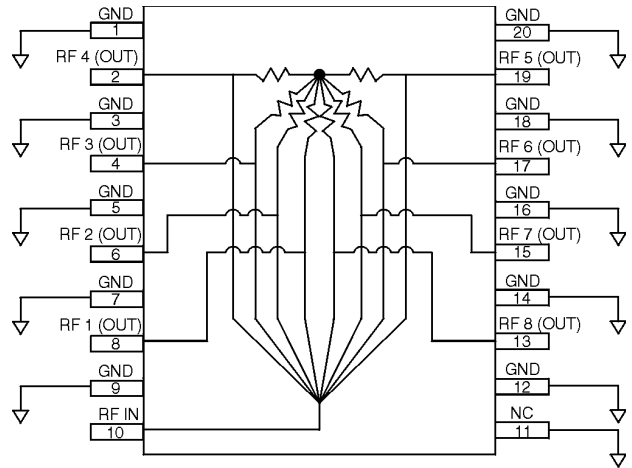 GND
1
RF 4 (OUT)
2
GND
3
RF 3 (OUT)
4
GND
5
RF 2 (OUT)
6
GND
7
RF 1 (OUT)
8
GND
9
RF IN
10
GND
20
RF 5 (OUT)
19
GND
18
RF 6 (OUT)
17
GND
16
RF 7 (OUT)
15
GND
14
RF 8 (OUT)
13
GND
12
NC
11